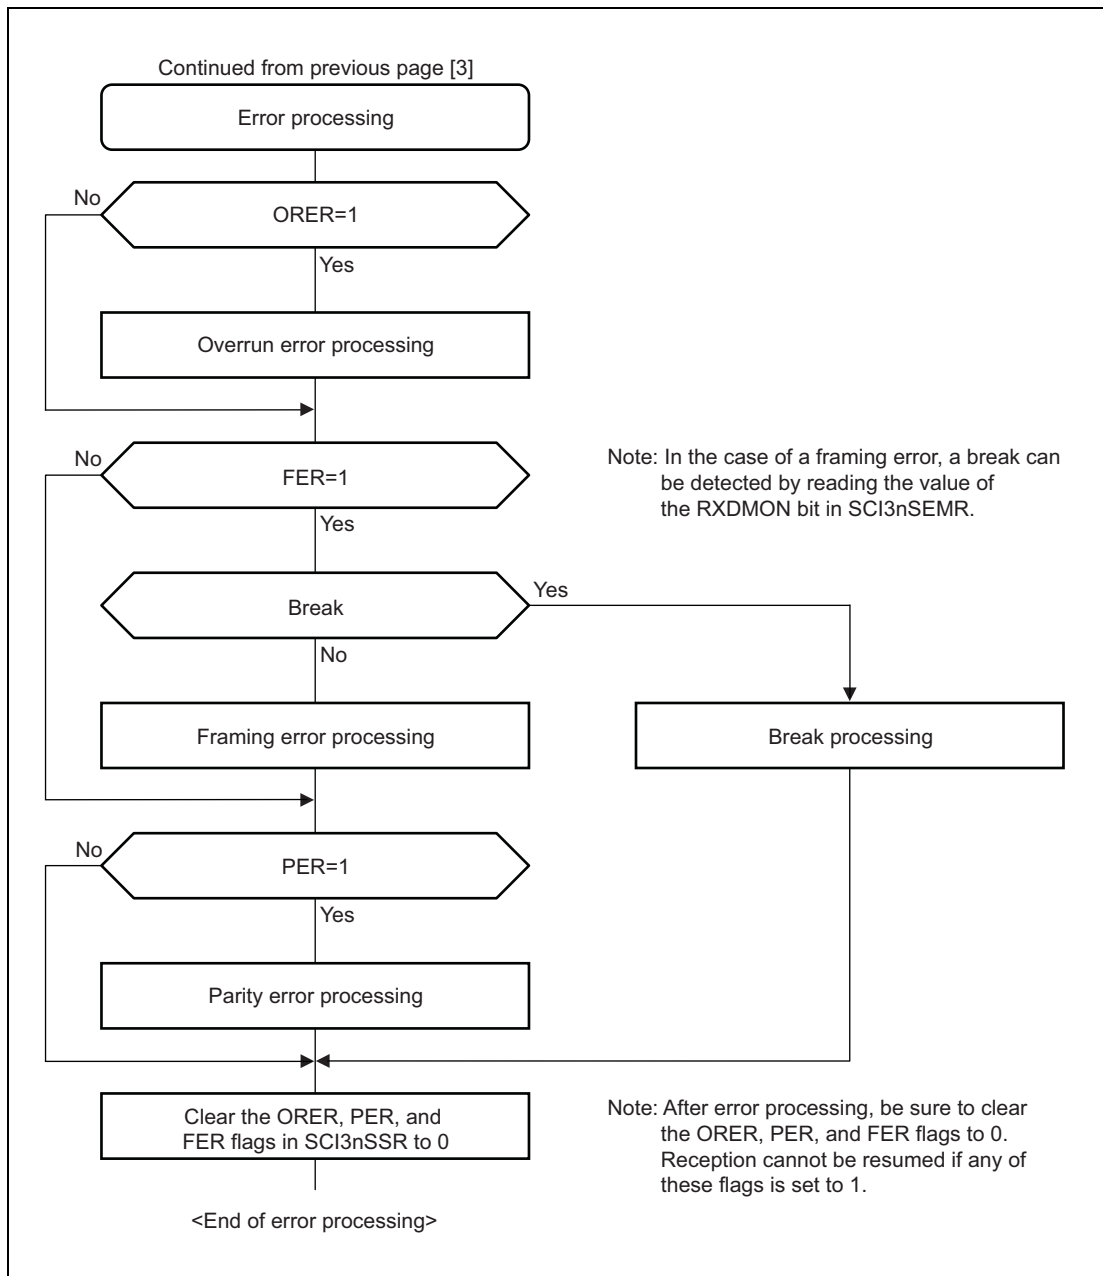 Continued from previous page [3]
Error processing
No
ORER=1
Yes
Overrun error processing
No
FER=1
Yes
Note: In the case of a framing error, a break can
be detected by reading the value of
the RXDMON bit in SCI3nSEMR.
Break
Yes
No
Framing error processing
Break processing
No
PER=1
Yes
Parity error processing
Clear the ORER, PER, and
FER flags in SCI3nSSR to 0
Note: After error processing, be sure to clear
the ORER, PER, and FER flags to 0.
Reception cannot be resumed if any of
these flags is set to 1.
<End of error processing>